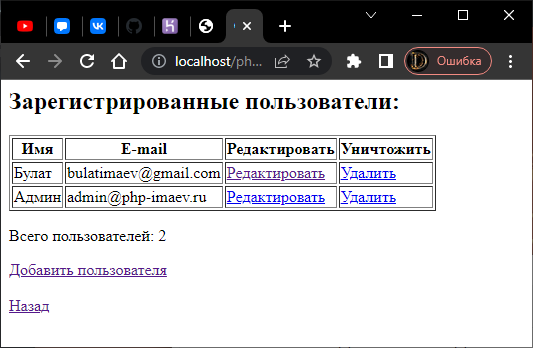 localhost/ph...
Ошибка
Зарегистрированные пользователи:
Имя E-mail Редактировать Уничтожить
Булат bulatimaev@gmail.com Редактировать Удалить
Админ admin@php-imaev.ru Редактировать Удалить
Всего пользователей: 2
Добавить пользователя
Назад